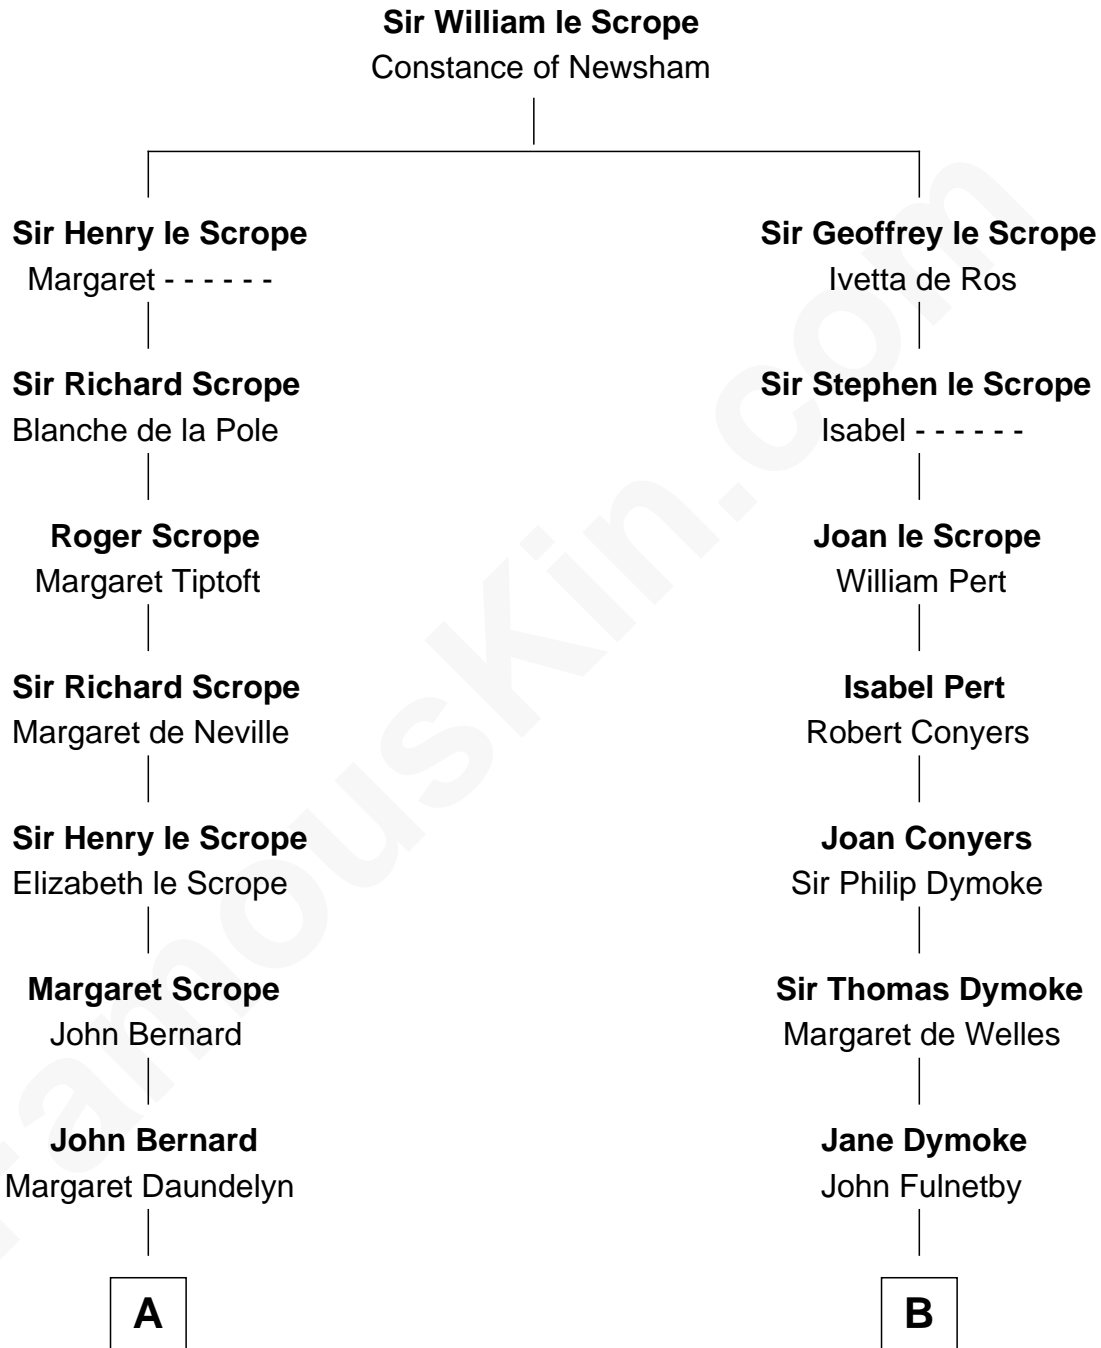 Sir William le Scrope
Constance of Newsham
Sir Henry le Scrope
Margaret - - - - - -
Sir Geoffrey le Scrope
Ivetta de Ros
Sir Richard Scrope
Blanche de la Pole
Sir Stephen le Scrope
Isabel - - - - - -
Roger Scrope
Margaret Tiptoft
Joan le Scrope
William Pert
Sir Richard Scrope
Margaret de Neville
Isabel Pert
Robert Conyers
Sir Henry le Scrope
Elizabeth le Scrope
Joan Conyers
Sir Philip Dymoke
Margaret Scrope
John Bernard
Sir Thomas Dymoke
Margaret de Welles
John Bernard
Margaret Daundelyn
Jane Dymoke
John Fulnetby
A
B
FamousKin.com